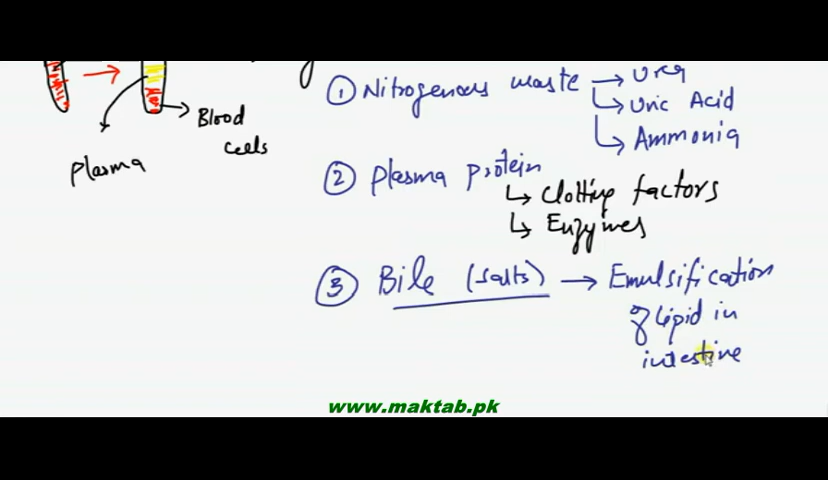 Blood
cells
Plasma
① Nitrogenous waste → Urea
↳ Uric Acid
↳ Ammonia
② Plasma protein
↳ Clotting factors
↳ Enzymes
③ Bile (salts) → Emulsification
of Lipid in
intestine
www.maktab.pk